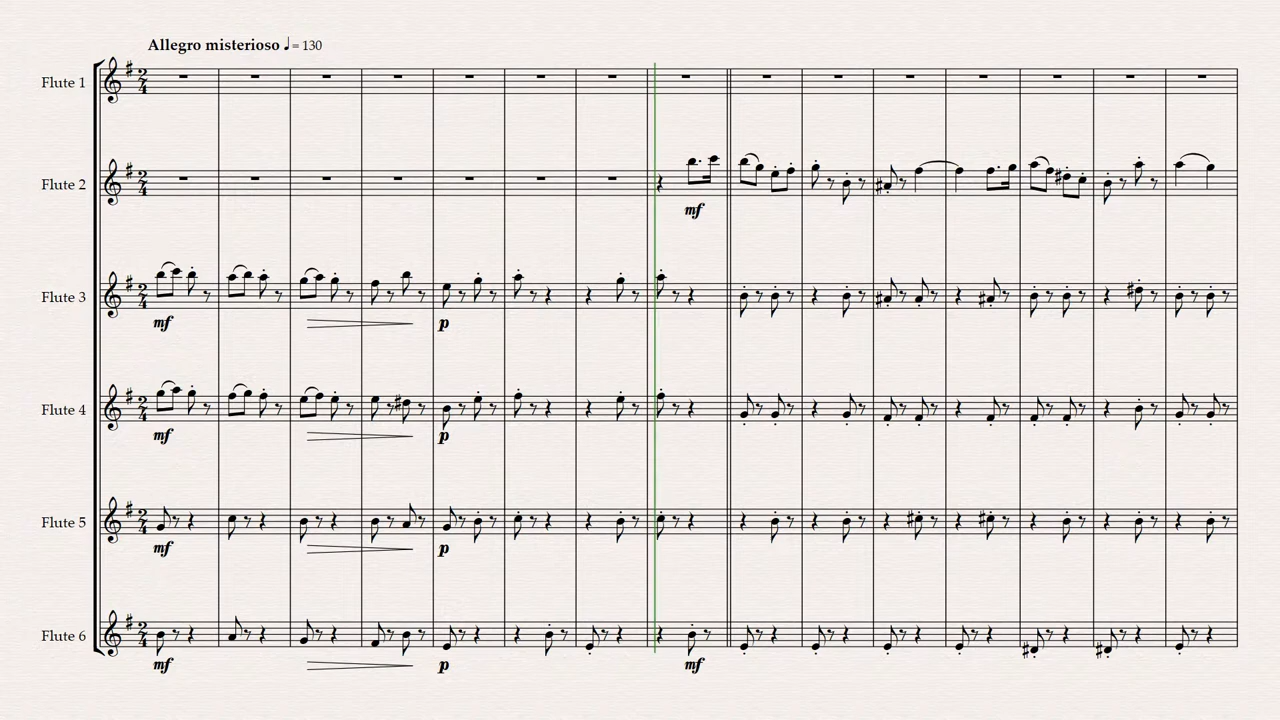 Allegro misterioso ♩ = 130
Flute 1
Flute 2
mf
Flute 3
mf p
Flute 4
mf p
Flute 5
mf p
Flute 6
mf p mf